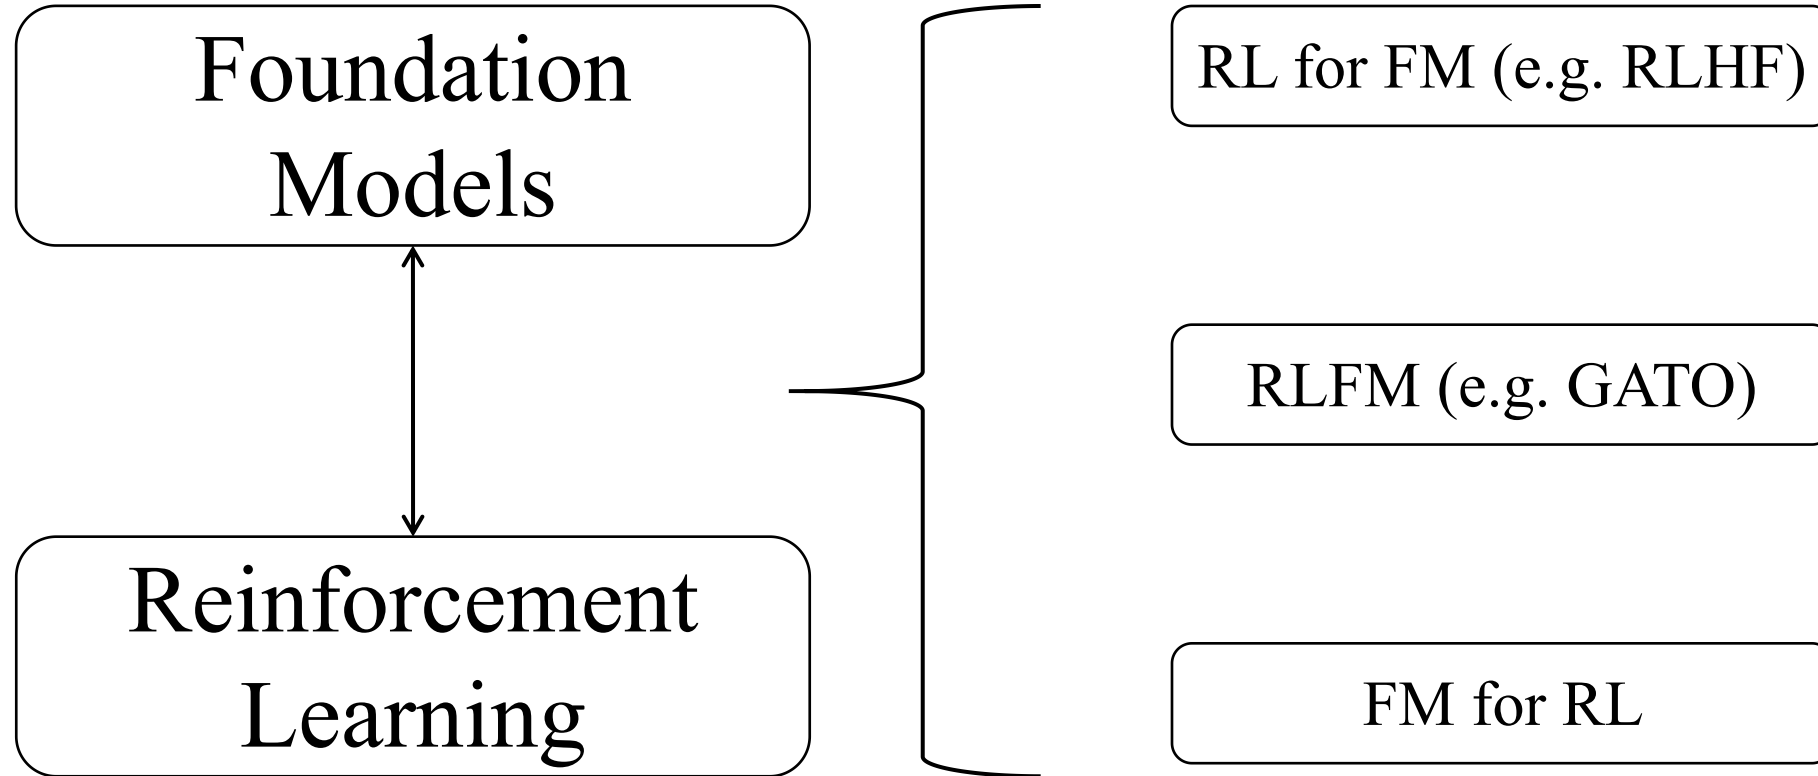 Foundation
Models
Reinforcement
Learning
RL for FM (e.g. RLHF)
RLFM (e.g. GATO)
FM for RL